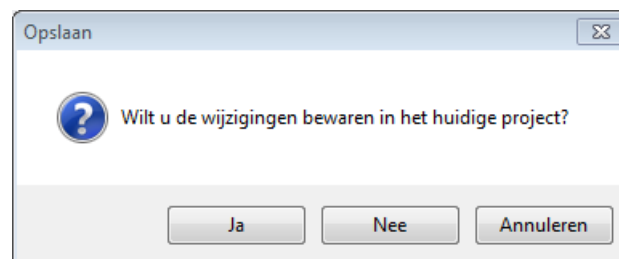 Opslaan
Wilt u de wijzigingen bewaren in het huidige project?
Ja Nee Annuleren